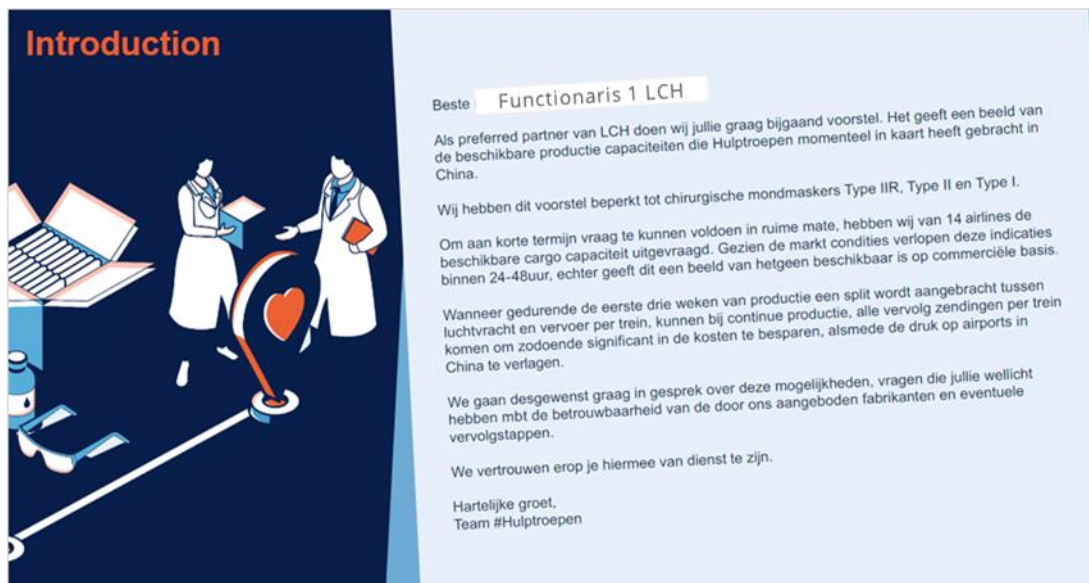 Introduction
Beste Functionaris 1 LCH
Als preferred partner van LCH doen wij jullie graag bijgaand voorstel. Het geeft een beeld van
de beschikbare productie capaciteiten die Hulptroepen momenteel in kaart heeft gebracht in
China.
Wij hebben dit voorstel beperkt tot chirurgische mondmaskers Type IIR, Type II en Type I.
Om aan korte termijn vraag te kunnen voldoen in ruime mate, hebben wij van 14 airlines de
beschikbare cargo capaciteit uitgevraagd. Gezien de markt condities verlopen deze indicaties
binnen 24-48uur, echter geeft dit een beeld van hetgeen beschikbaar is op commerciële basis.
Wanneer gedurende de eerste drie weken van productie een split wordt aangebracht tussen
luchtvracht en vervoer per trein, kunnen bij continue productie, alle vervolg zendingen per trein
komen om zodoende significant in de kosten te besparen, alsmede de druk op airports in
China te verlagen.
We gaan desgewenst graag in gesprek over deze mogelijkheden, vragen die jullie wellicht
hebben mbt de betrouwbaarheid van de door ons aangeboden fabrikanten en eventuele
vervolgstappen.
We vertrouwen erop je hiermee van dienst te zijn.
Hartelijke groet,
Team #Hulptroepen